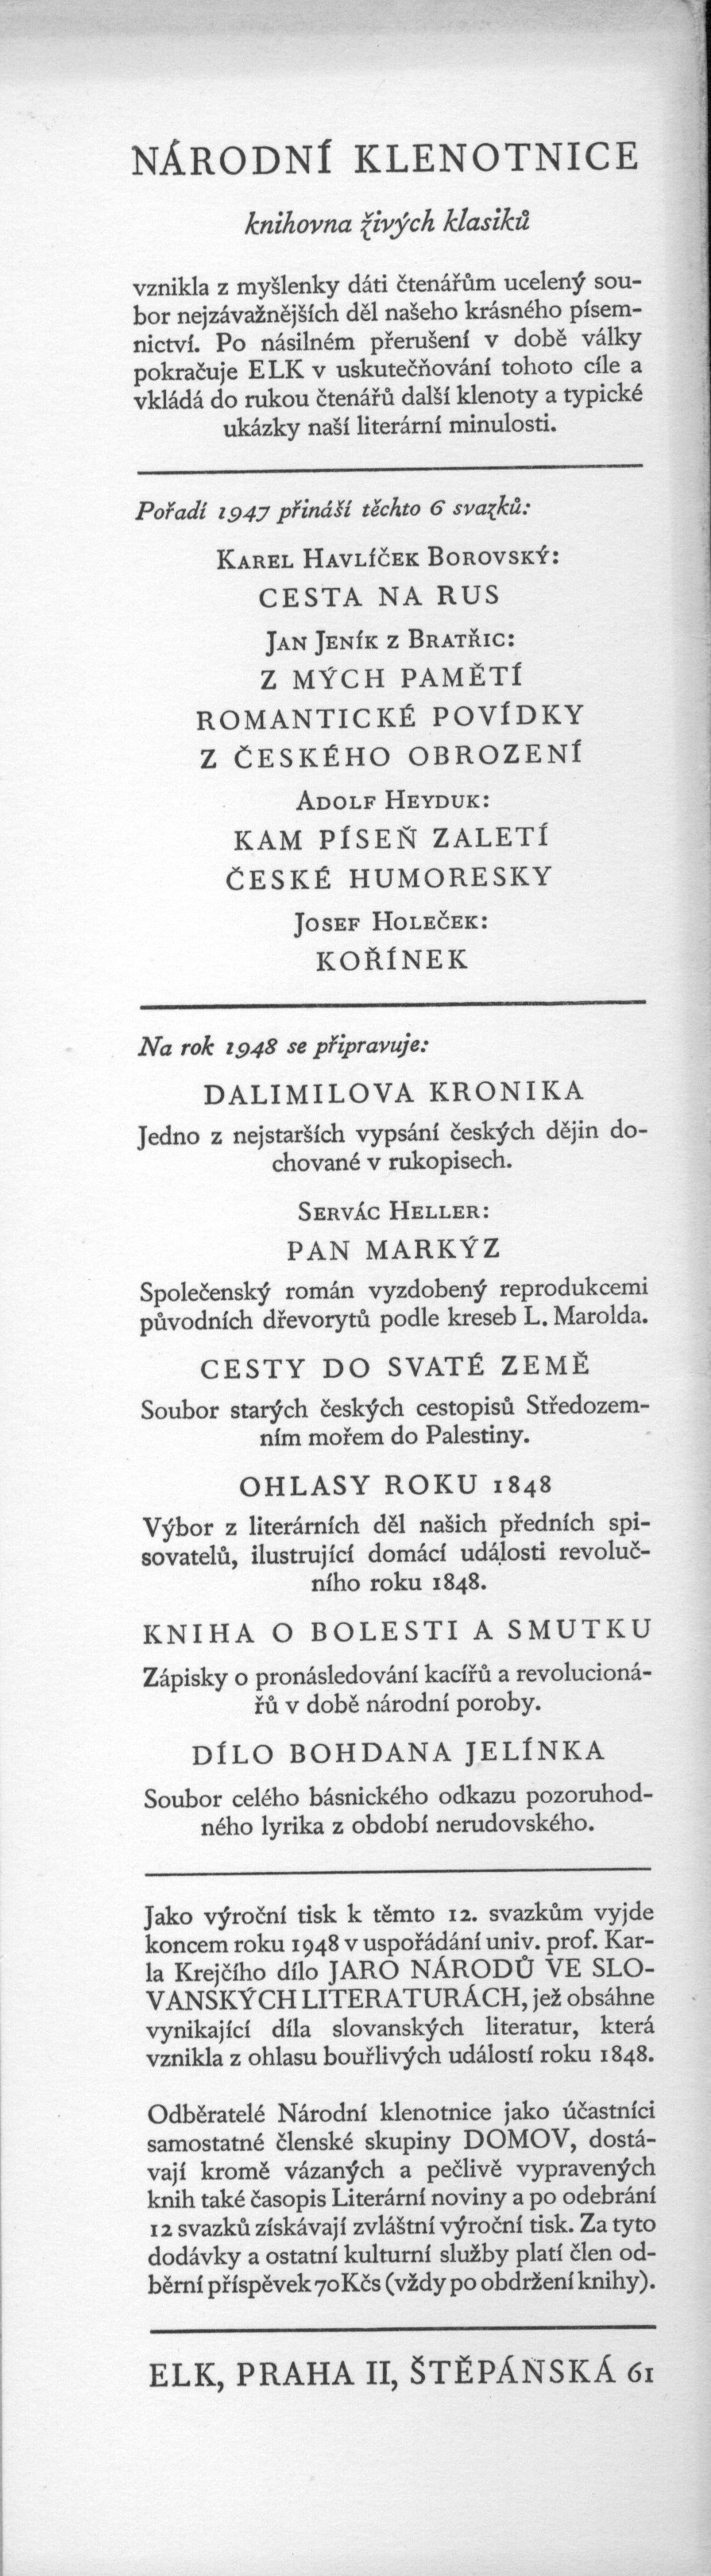 NÁRODNÍ KLENOTNICE
knihovna živých klasiků
vznikla z myšlenky dáti čtenářům ucelený sou-
bor nejzávažnějších děl našeho krásného písem-
nictví. Po násilném přerušení v době války
pokračuje ELK v uskutečňování tohoto cíle a
vkládá do rukou čtenářů další klenoty a typické
ukázky naší literární minulosti.
Pořadí 1947 přináší těchto 6 svazků:
KAREL HAVLÍČEK BOROVSKÝ:
CESTA NA RUS
JAN JENÍK Z BRATŘIC:
Z MÝCH PAMĚTÍ
ROMANTICKÉ POVÍDKY
Z ČESKÉHO OBROZENÍ
ADOLF HEYDUK:
KAM PÍSEŇ ZALETÍ
ČESKÉ HUMORESKY
JOSEF HOLEČEK:
KOŘÍNEK
Na rok 1948 se připravuje:
DALIMILOVA KRONIKA
Jedno z nejstarších vypsání českých dějin do-
chované v rukopisech.
SERVÁC HELLER:
PAN MARKÝZ
Společenský román vyzdobený reprodukcemi
původních dřevorytů podle kreseb L. Marolda.
CESTY DO SVATÉ ZEMĚ
Soubor starých českých cestopisů Středozem-
ním mořem do Palestiny.
OHLASY ROKU 1848
Výbor z literárních děl našich předních spi-
sovatelů, ilustrující domácí události revoluč-
ního roku 1848.
KNIHA O BOLESTI A SMUTKU
Zápisky o pronásledování kacířů a revolucioná-
řů v době národní poroby.
DÍLO BOHDANA JELÍNKA
Soubor celého básnického odkazu pozoruhod-
ného lyrika z období nerudovského.
Jako výroční tisk k těmto 12. svazkům vyjde
koncem roku 1948 v uspořádání univ. prof. Kar-
la Krejčího dílo JARO NÁRODŮ VE SLO-
VANSKÝCH LITERATURÁCH, jež obsáhne
vynikající díla slovanských literatur, která
vznikla z ohlasu bouřlivých událostí roku 1848.
Odběratelé Národní klenotnice jako účastníci
samostatné členské skupiny DOMOV, dostá-
vají kromě vázaných a pečlivě vypravených
knih také časopis Literární noviny a po odebrání
12 svazků získávají zvláštní výroční tisk. Za tyto
dodávky a ostatní kulturní služby platí člen od-
běrní příspěvek 70 Kčs (vždy po obdržení knihy).
ELK, PRAHA II, ŠTĚPÁNSKÁ 61